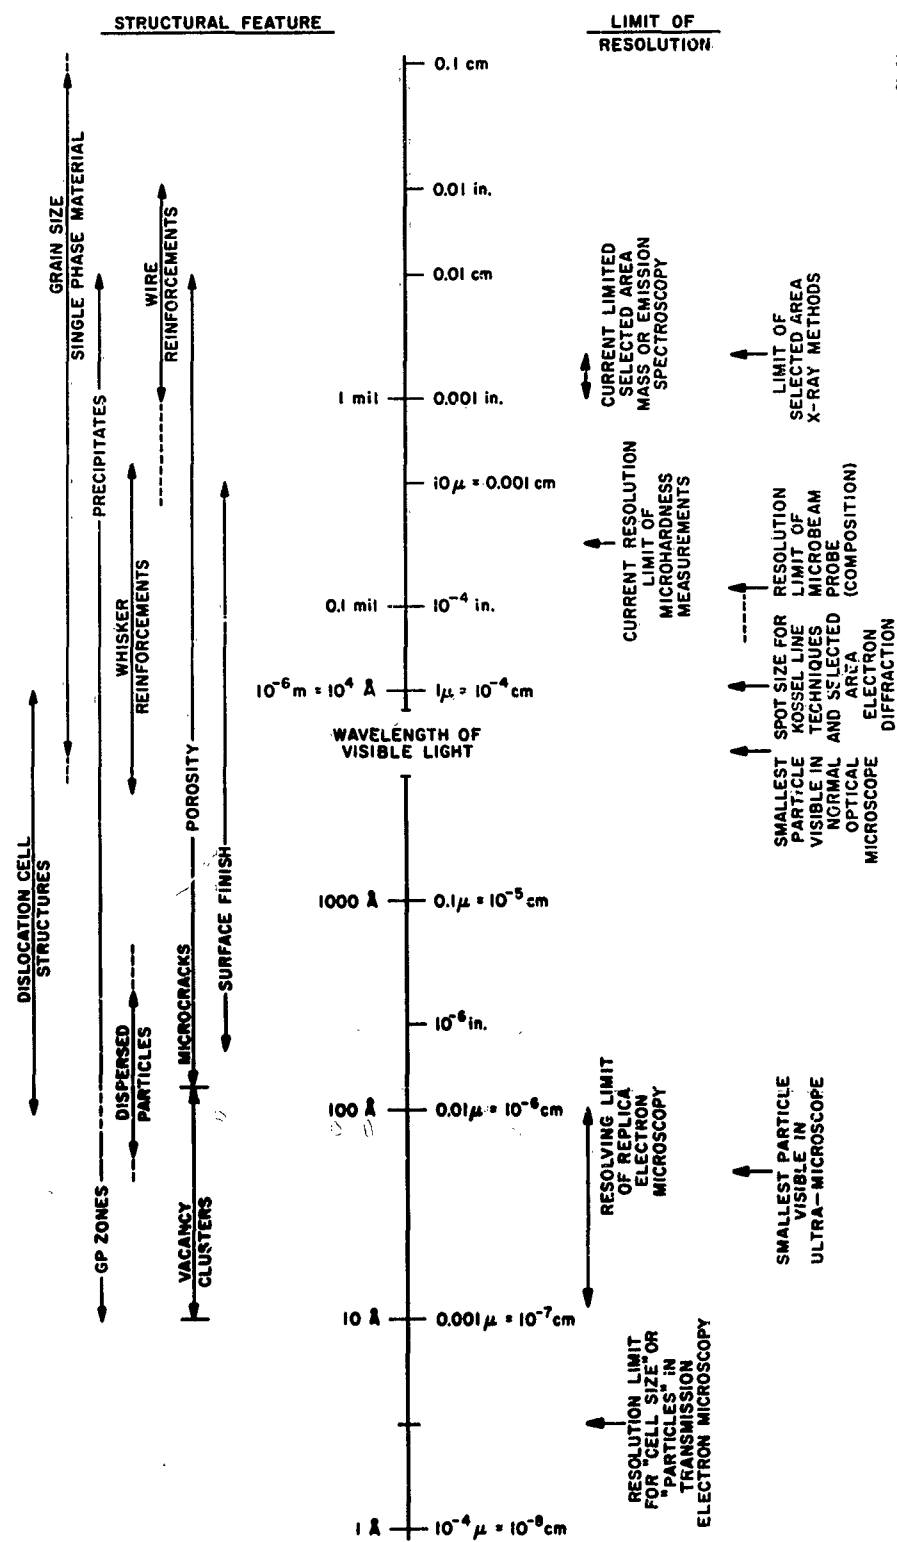 STRUCTURAL FEATURE
LIMIT OF
RESOLUTION
GRAIN SIZE
SINGLE PHASE MATERIAL
PRECIPITATES
GP ZONES
WIRE
REINFORCEMENTS
WHISKER
REINFORCEMENTS
POROSITY
MICROCRACKS
SURFACE FINISH
DISLOCATION CELL
STRUCTURES
DISPERSED
PARTICLES
VACANCY
CLUSTERS
0.1 cm
0.01 in.
0.01 cm
1 mil 0.001 in.
10 μ = 0.001 cm
0.1 mil 10⁻⁴ in.
10⁻⁶ m = 10⁴ Å 1μ = 10⁻⁴ cm
WAVELENGTH OF
VISIBLE LIGHT
1000 Å 0.1μ = 10⁻⁵ cm
10⁻⁶ in.
100 Å 0.01μ = 10⁻⁶ cm
10 Å 0.001μ = 10⁻⁷ cm
1 Å 10⁻⁴ μ = 10⁻⁸ cm
CURRENT LIMITED
SELECTED AREA
MASS OR EMISSION
SPECTROSCOPY
LIMIT OF
SELECTED AREA
X-RAY METHODS
CURRENT RESOLUTION
LIMIT OF
MICROHARDNESS
MEASUREMENTS
RESOLUTION
LIMIT OF
MICROBEAM
PROBE
(COMPOSITION)
SPOT SIZE FOR
KOSSEL LINE
TECHNIQUES
AND SELECTED
AREA
ELECTRON
DIFFRACTION
SMALLEST
PARTICLE
VISIBLE IN
NORMAL
OPTICAL
MICROSCOPE
RESOLVING LIMIT
OF REPLICA
ELECTRON
MICROSCOPY
SMALLEST PARTICLE
VISIBLE IN
ULTRA-MICROSCOPE
RESOLUTION LIMIT
FOR "CELL SIZE" OR
"PARTICLES" IN
TRANSMISSION
ELECTRON MICROSCOPY